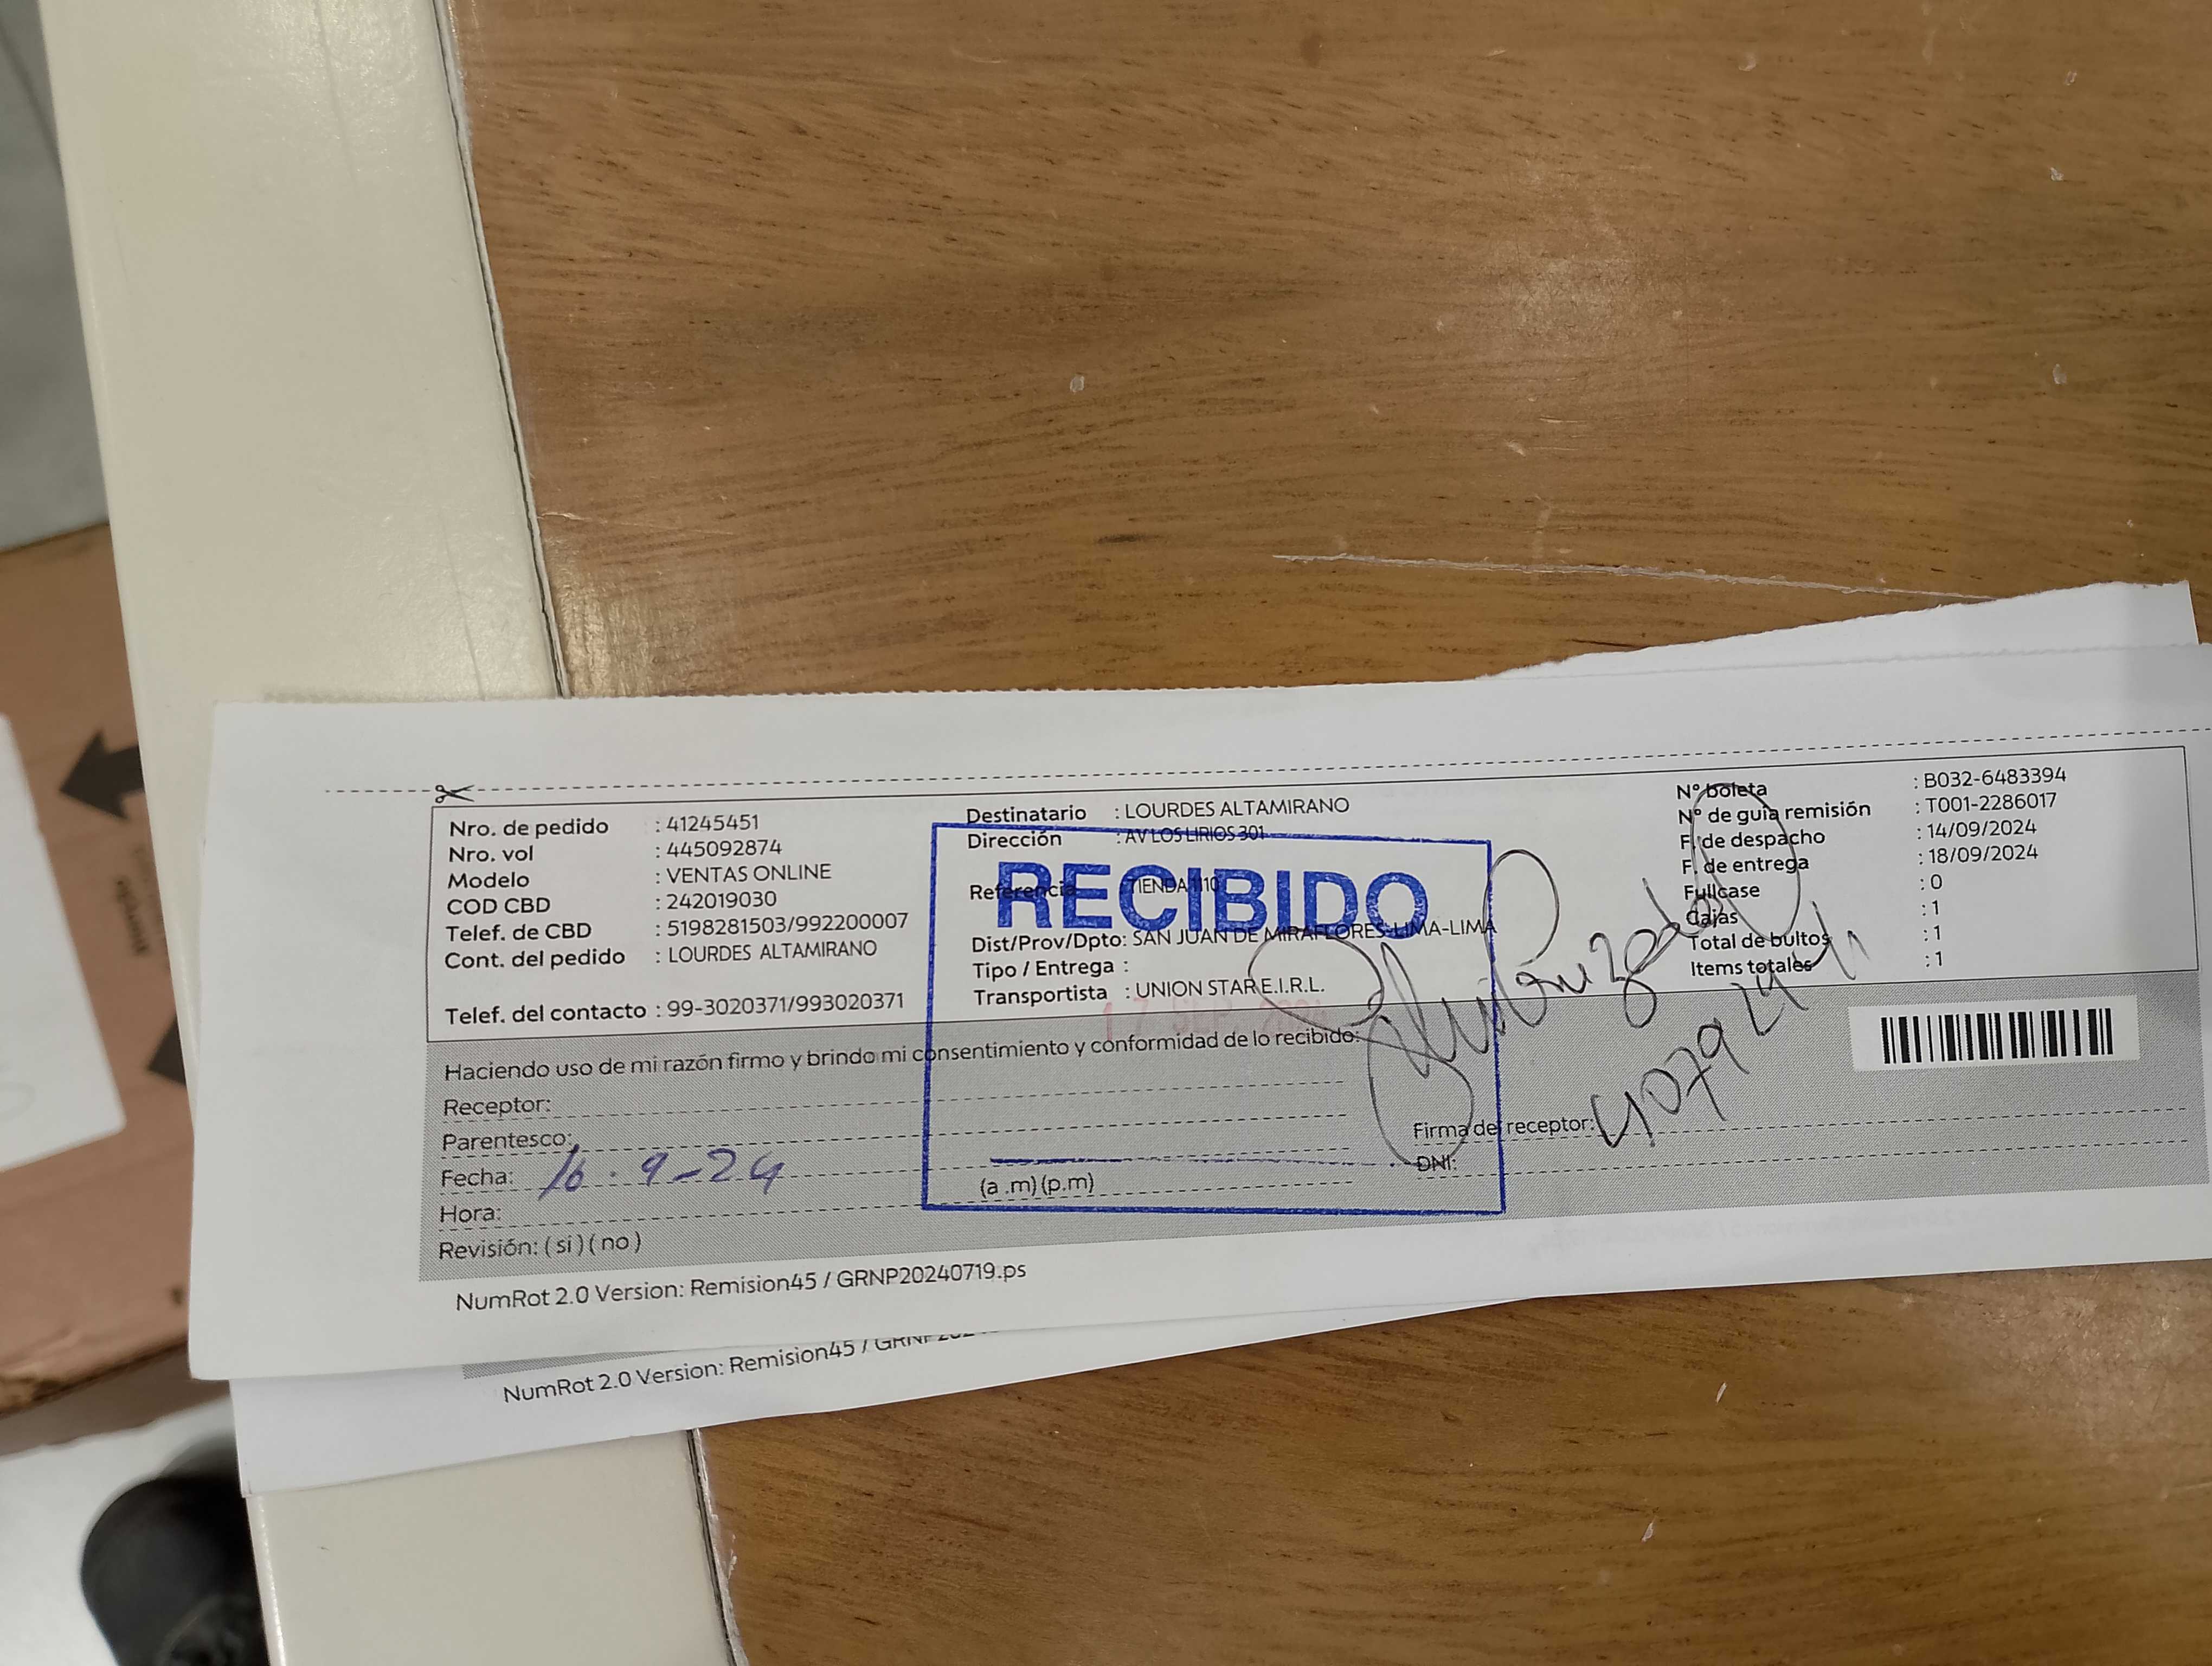 Nro. de pedido : 41245451
Nro. vol : 445092874
Modelo : VENTAS ONLINE
COD CBD : 242019030
Telef. de CBD : 5198281503/992200007
Cont. del pedido : LOURDES ALTAMIRANO
Telef. del contacto : 99-3020371/993020371
Destinatario : LOURDES ALTAMIRANO
Dirección : AV LOS LIRIOS 301
Referencia : TIENDA 1110
RECIBIDO
Dist/Prov/Dpto: SAN JUAN DE MIRAFLORES-LIMA-LIMA
Tipo / Entrega :
Transportista : UNION STAR E.I.R.L.
17 SEP 2024
N° boleta : B032-6483394
N° de guia remisión : T001-2286017
F. de despacho : 14/09/2024
F. de entrega : 18/09/2024
Fullcase : 0
Cajas : 1
Total de bultos : 1
Items totales : 1
Haciendo uso de mi razón firmo y brindo mi consentimiento y conformidad de lo recibido:
Receptor:
Parentesco:
Fecha: 16.9-24
Hora: (a .m) (p.m)
Revisión: ( si ) ( no )
Firma de receptor:
DNI:
NumRot 2.0 Version: Remision45 / GRNP20240719.ps
NumRot 2.0 Version: Remision45 /